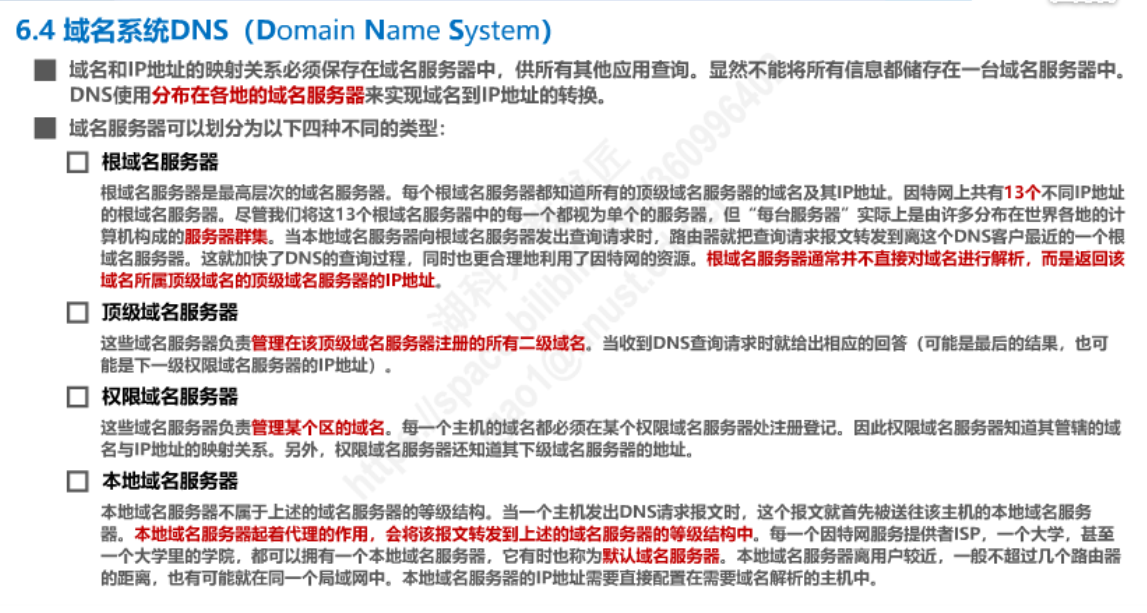 6.4 域名系统DNS（Domain Name System）
域名和IP地址的映射关系必须保存在域名服务器中，供所有其他应用查询。显然不能将所有信息都储存在一台域名服务器中。
DNS使用分布在各地的域名服务器来实现域名到IP地址的转换。
域名服务器可以划分为以下四种不同的类型：
根域名服务器
根域名服务器是最高层次的域名服务器。每个根域名服务器都知道所有的顶级域名服务器的域名及其IP地址。因特网上共有13个不同IP地址
的根域名服务器。尽管我们将这13个根域名服务器中的每一个都视为单个的服务器，但“每台服务器”实际上是由许多分布在世界各地的计
算机构成的服务器群集。当本地域名服务器向根域名服务器发出查询请求时，路由器就把查询请求报文转发到离这个DNS客户最近的一个根
域名服务器。这就加快了DNS的查询过程，同时也更合理地利用了因特网的资源。根域名服务器通常并不直接对域名进行解析，而是返回该
域名所属顶级域名的顶级域名服务器的IP地址。
顶级域名服务器
这些域名服务器负责管理在该顶级域名服务器注册的所有二级域名。当收到DNS查询请求时就给出相应的回答（可能是最后的结果，也可
能是下一级权限域名服务器的IP地址）。
权限域名服务器
这些域名服务器负责管理某个区的域名。每一个主机的域名都必须在某个权限域名服务器处注册登记。因此权限域名服务器知道其管辖的域
名与IP地址的映射关系。另外，权限域名服务器还知道其下级域名服务器的地址。
本地域名服务器
本地域名服务器不属于上述的域名服务器的等级结构。当一个主机发出DNS请求报文时，这个报文就首先被送往该主机的本地域名服务
器。本地域名服务器起着代理的作用，会将该报文转发到上述的域名服务器的等级结构中。每一个因特网服务提供者ISP，一个大学，甚至
一个大学里的学院，都可以拥有一个本地域名服务器，它有时也称为默认域名服务器。本地域名服务器离用户较近，一般不超过几个路由器
的距离，也有可能就在同一个局域网中。本地域名服务器的IP地址需要直接配置在需要域名解析的主机中。